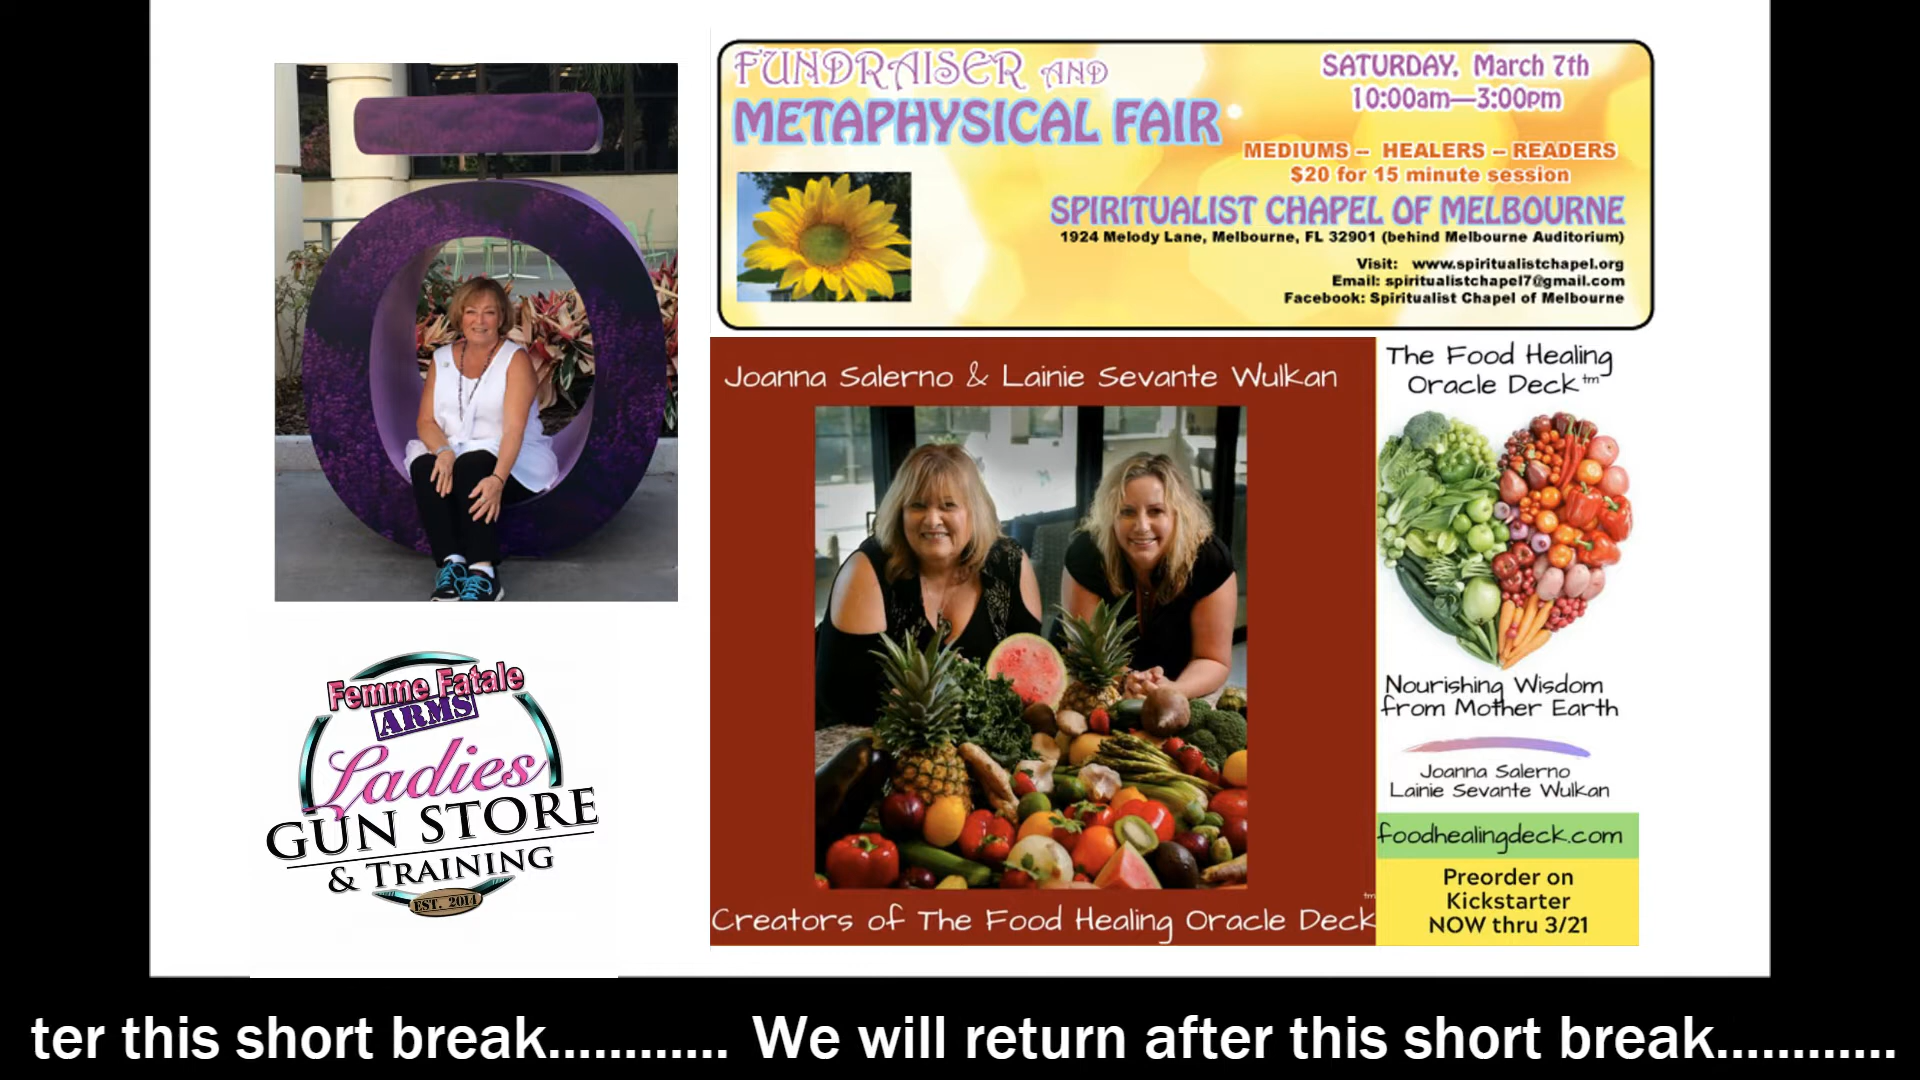 FUNDRAISER AND
METAPHYSICAL FAIR
SATURDAY, March 7th
10:00am—3:00pm
MEDIUMS – HEALERS – READERS
$20 for 15 minute session
SPIRITUALIST CHAPEL OF MELBOURNE
1924 Melody Lane, Melbourne, FL 32901 (behind Melbourne Auditorium)
Visit: www.spiritualistchapel.org
Email: spiritualistchapel7@gmail.com
Facebook: Spiritualist Chapel of Melbourne
Joanna Salerno & Lainie Sevante Wulkan
Creators of The Food Healing Oracle Deck™
The Food Healing
Oracle Deck™
Nourishing Wisdom
from Mother Earth
Joanna Salerno
Lainie Sevante Wulkan
foodhealingdeck.com
Preorder on
Kickstarter
NOW thru 3/21
Femme Fatale
ARMS
Ladies
GUN STORE
& TRAINING
EST. 2014
ter this short break............ We will return after this short break............